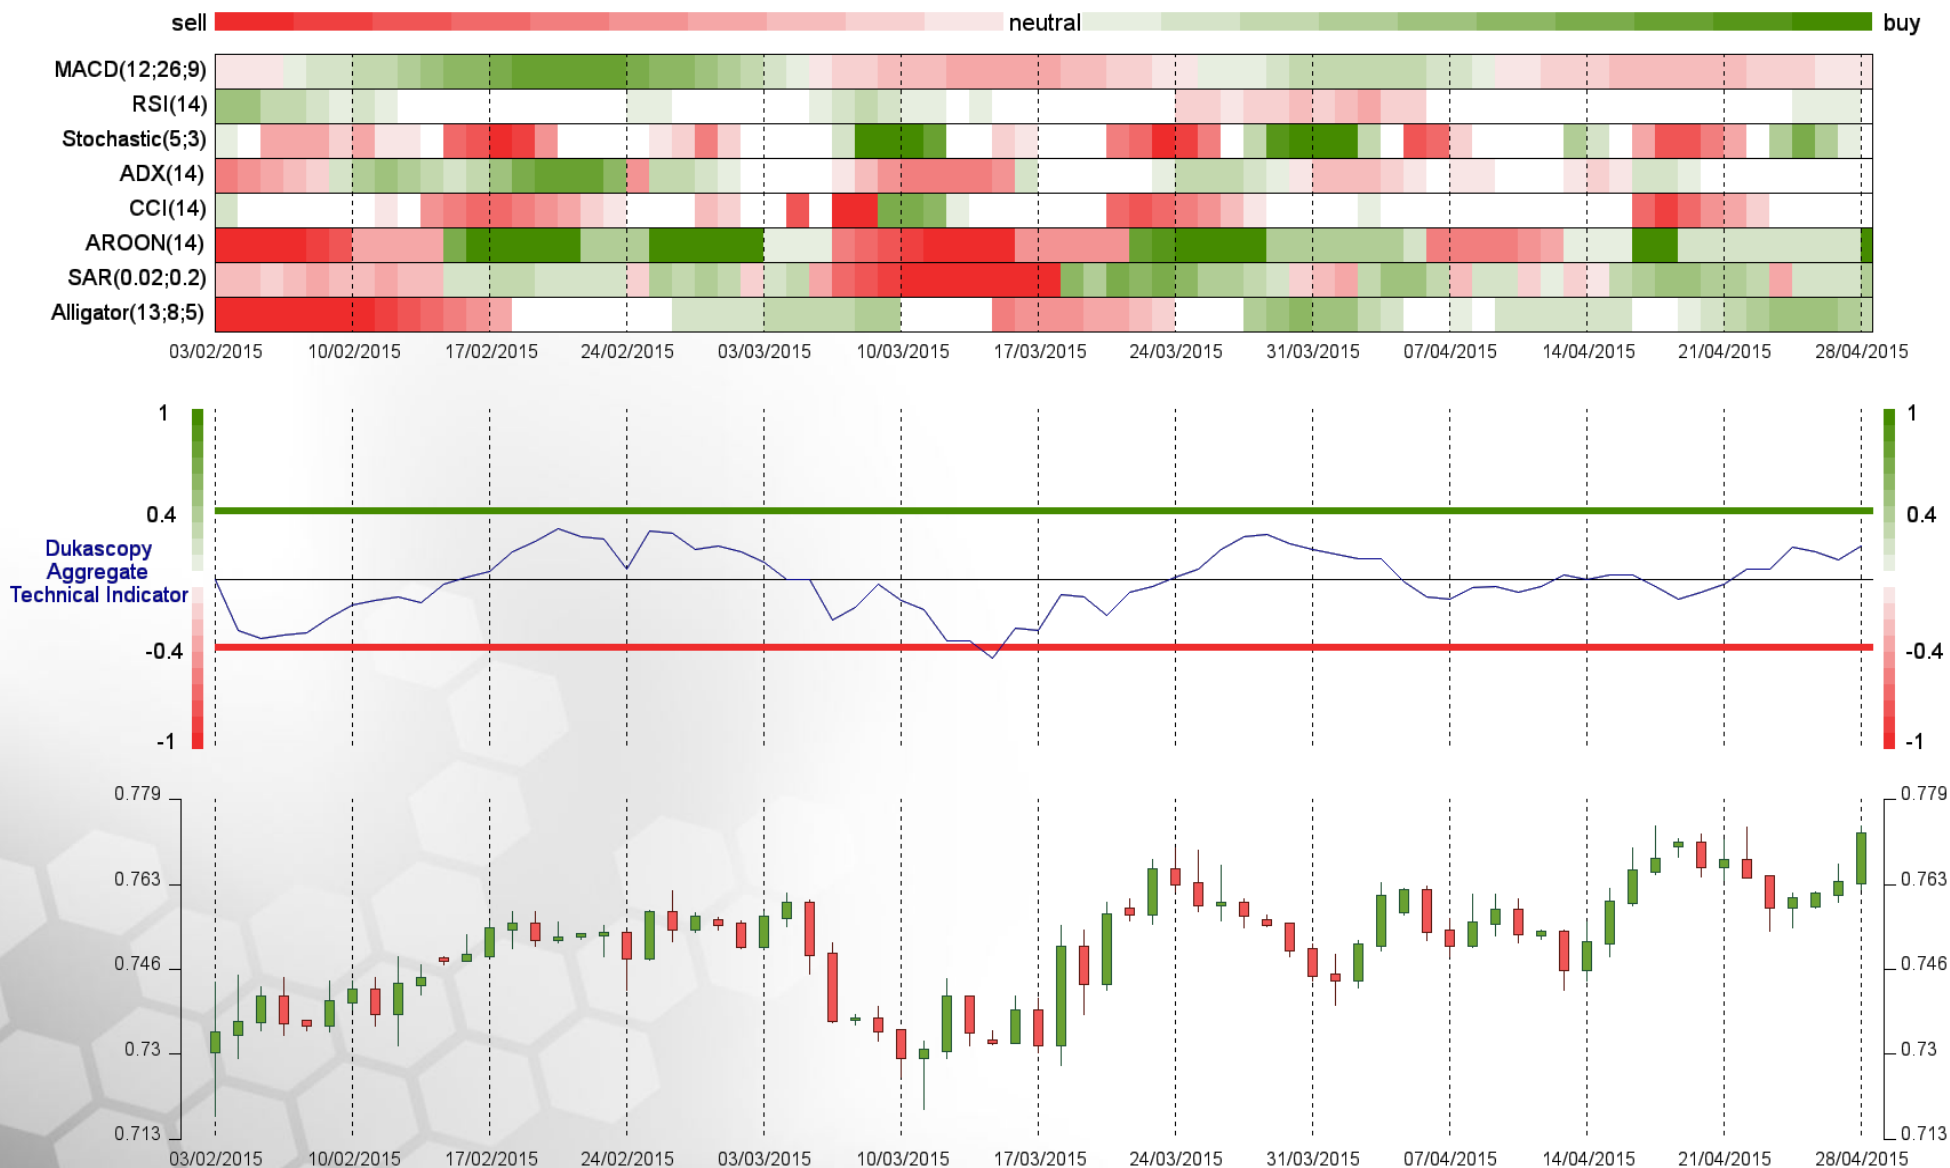 sell neutral buy
MACD(12;26;9)
RSI(14)
Stochastic(5;3)
ADX(14)
CCI(14)
AROON(14)
SAR(0.02;0.2)
Alligator(13;8;5)
03/02/2015 10/02/2015 17/02/2015 24/02/2015 03/03/2015 10/03/2015 17/03/2015 24/03/2015 31/03/2015 07/04/2015 14/04/2015 21/04/2015 28/04/2015
1 1
0.4 0.4
Dukascopy
Aggregate
Technical Indicator
-0.4 -0.4
-1 -1
0.779 0.779
0.763 0.763
0.746 0.746
0.73 0.73
0.713 0.713
03/02/2015 10/02/2015 17/02/2015 24/02/2015 03/03/2015 10/03/2015 17/03/2015 24/03/2015 31/03/2015 07/04/2015 14/04/2015 21/04/2015 28/04/2015